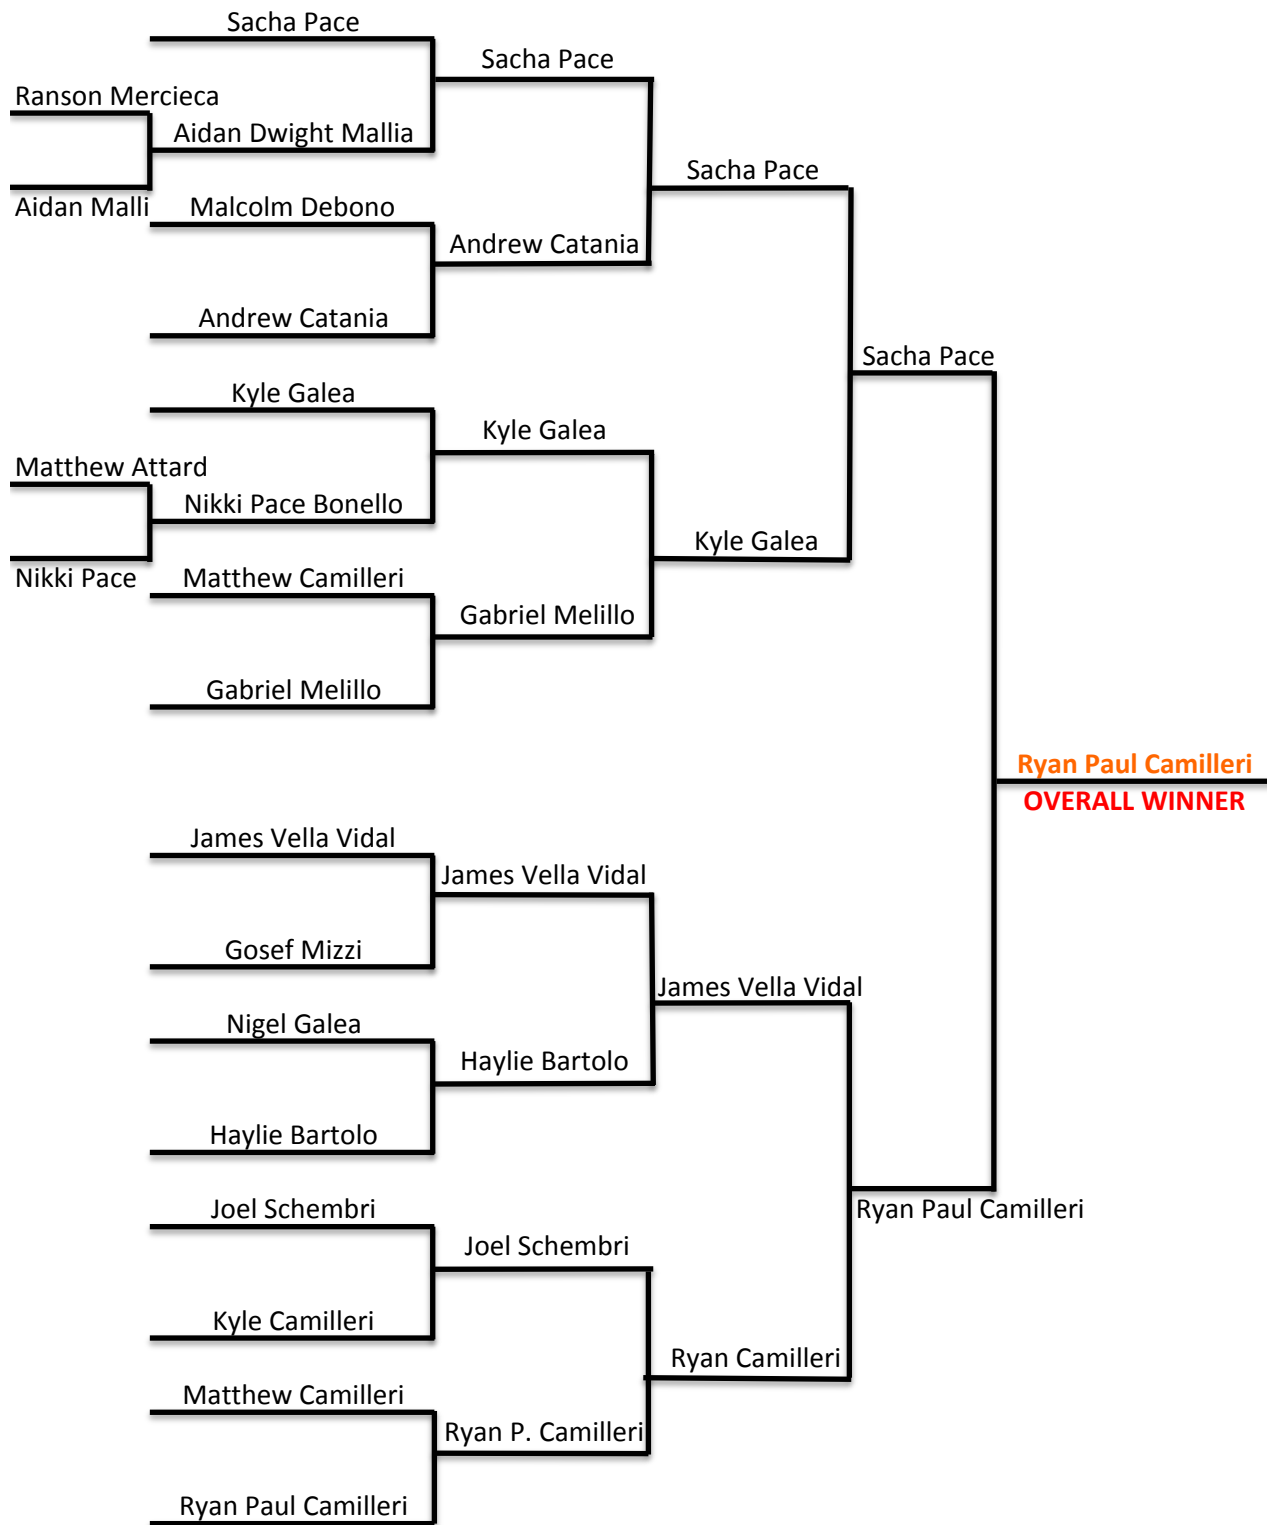 Sacha Pace
Sacha Pace
Ranson Mercieca
Aidan Dwight Mallia
Sacha Pace
Aidan Malli
Malcolm Debono
Andrew Catania
Andrew Catania
Sacha Pace
Kyle Galea
Kyle Galea
Matthew Attard
Nikki Pace Bonello
Kyle Galea
Nikki Pace
Matthew Camilleri
Gabriel Melillo
Gabriel Melillo
Ryan Paul Camilleri
OVERALL WINNER
James Vella Vidal
James Vella Vidal
Gosef Mizzi
James Vella Vidal
Nigel Galea
Haylie Bartolo
Haylie Bartolo
Joel Schembri
Ryan Paul Camilleri
Joel Schembri
Kyle Camilleri
Ryan Camilleri
Matthew Camilleri
Ryan P. Camilleri
Ryan Paul Camilleri